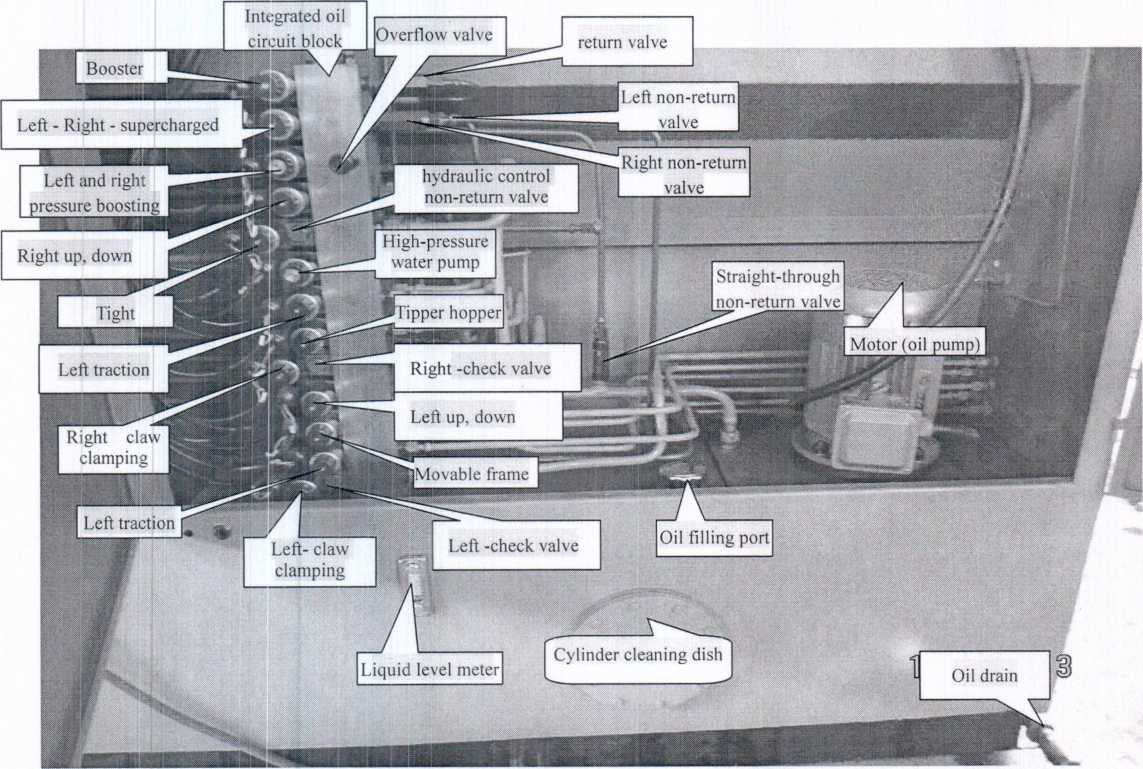 Integrated oil
circuit block
Overflow valve
return valve
Booster
Left non-return
valve
Left - Right - supercharged
Right non-return
valve
Left and right
pressure boosting
hydraulic control
non-return valve
Right up, down
High-pressure
water pump
Straight-through
non-return valve
Tight
Tipper hopper
Motor (oil pump)
Left traction
Right -check valve
Left up, down
Right claw
clamping
Movable frame
Left traction
Left- claw
clamping
Left -check valve
Oil filling port
Liquid level meter
Cylinder cleaning dish
1
Oil drain
3